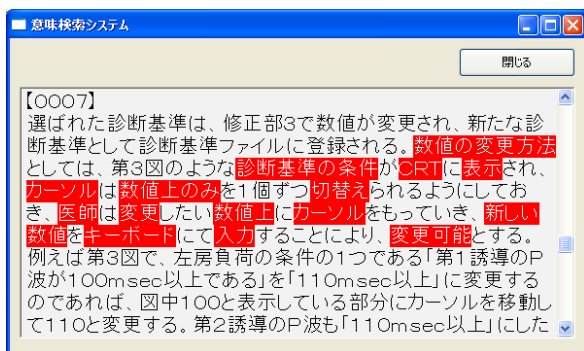 意味検索システム
閉じる
【0007】
選ばれた診断基準は、修正部3で数値が変更され、新たな診
断基準として診断基準ファイルに登録される。数値の変更方法
としては、第3図のような診断基準の条件がCRTに表示され、
カーソルは数値上のみを1個ずつ切替えられるようにしてお
き、医師は変更したい数値上にカーソルをもっていき、新しい
数値をキーボードにて入力することにより、変更可能とする。
例えば第3図で、左房負荷の条件の1つである「第1誘導のP
波が100msec以上である」を「110msec以上」に変更する
のであれば、図中100と表示している部分にカーソルを移動し
て110と変更する。第2誘導のP波も「110msec以上」にした